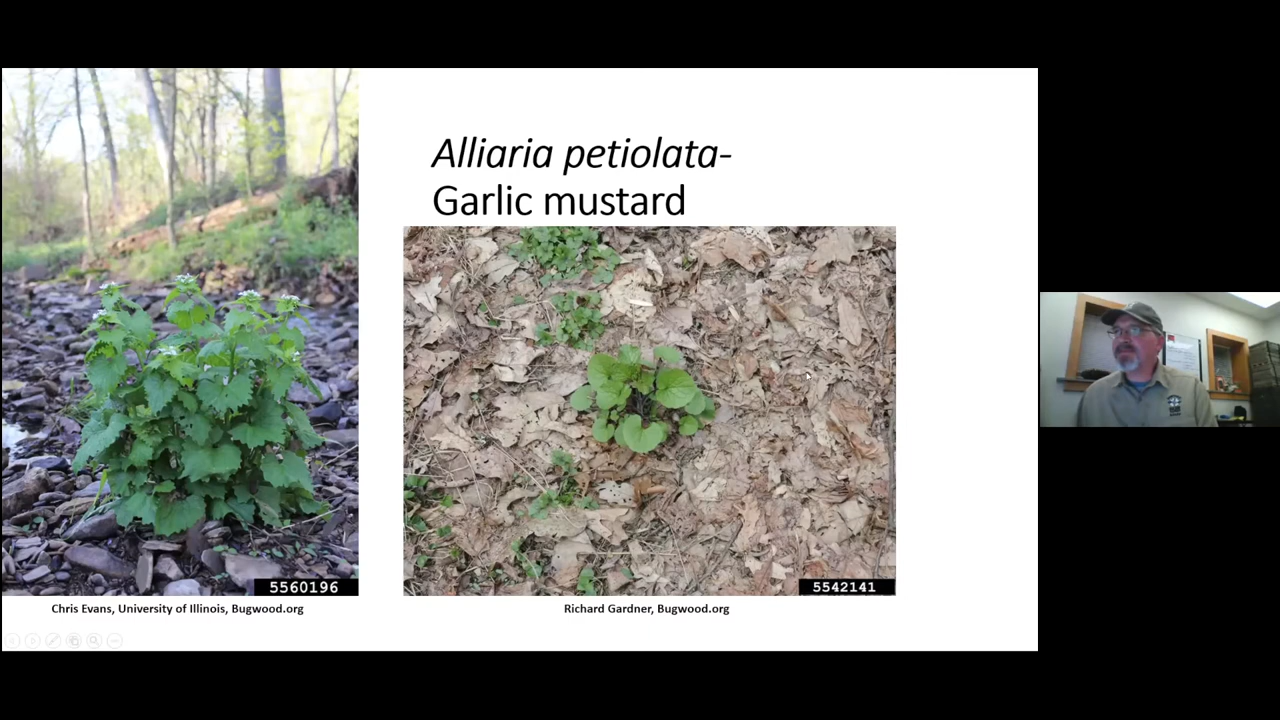 Alliaria petiolata-
Garlic mustard
5560196
5542141
Chris Evans, University of Illinois, Bugwood.org
Richard Gardner, Bugwood.org